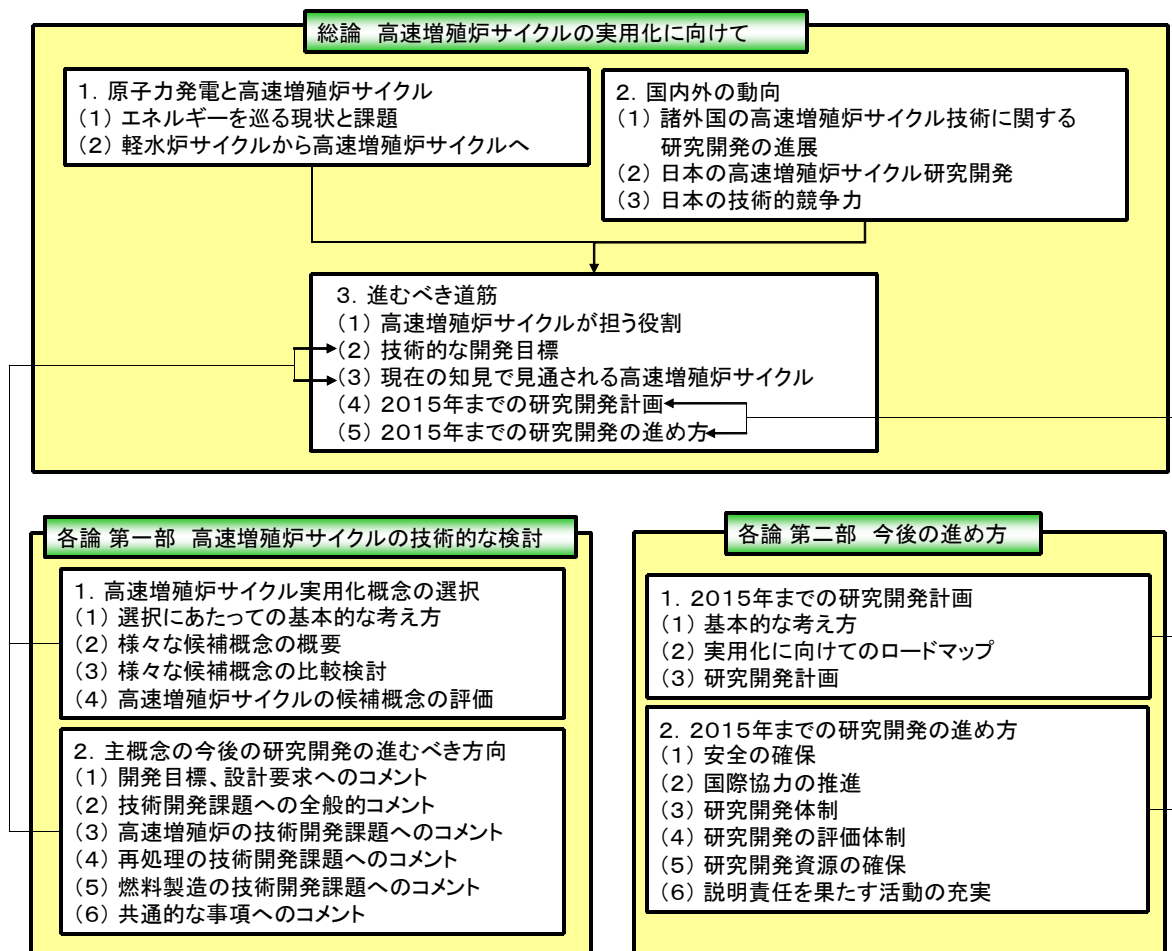 総論 高速増殖炉サイクルの実用化に向けて
1．原子力発電と高速増殖炉サイクル
（1）エネルギーを巡る現状と課題
（2）軽水炉サイクルから高速増殖炉サイクルへ
2．国内外の動向
（1）諸外国の高速増殖炉サイクル技術に関する
研究開発の進展
（2）日本の高速増殖炉サイクル研究開発
（3）日本の技術的競争力
3．進むべき道筋
（1）高速増殖炉サイクルが担う役割
（2）技術的な開発目標
（3）現在の知見で見通される高速増殖炉サイクル
（4）2015年までの研究開発計画
（5）2015年までの研究開発の進め方
各論 第一部 高速増殖炉サイクルの技術的な検討
1．高速増殖炉サイクル実用化概念の選択
（1）選択にあたっての基本的な考え方
（2）様々な候補概念の概要
（3）様々な候補概念の比較検討
（4）高速増殖炉サイクルの候補概念の評価
2．主概念の今後の研究開発の進むべき方向
（1）開発目標、設計要求へのコメント
（2）技術開発課題への全般的コメント
（3）高速増殖炉の技術開発課題へのコメント
（4）再処理の技術開発課題へのコメント
（5）燃料製造の技術開発課題へのコメント
（6）共通的な事項へのコメント
各論 第二部 今後の進め方
1．2015年までの研究開発計画
（1）基本的な考え方
（2）実用化に向けてのロードマップ
（3）研究開発計画
2．2015年までの研究開発の進め方
（1）安全の確保
（2）国際協力の推進
（3）研究開発体制
（4）研究開発の評価体制
（5）研究開発資源の確保
（6）説明責任を果たす活動の充実